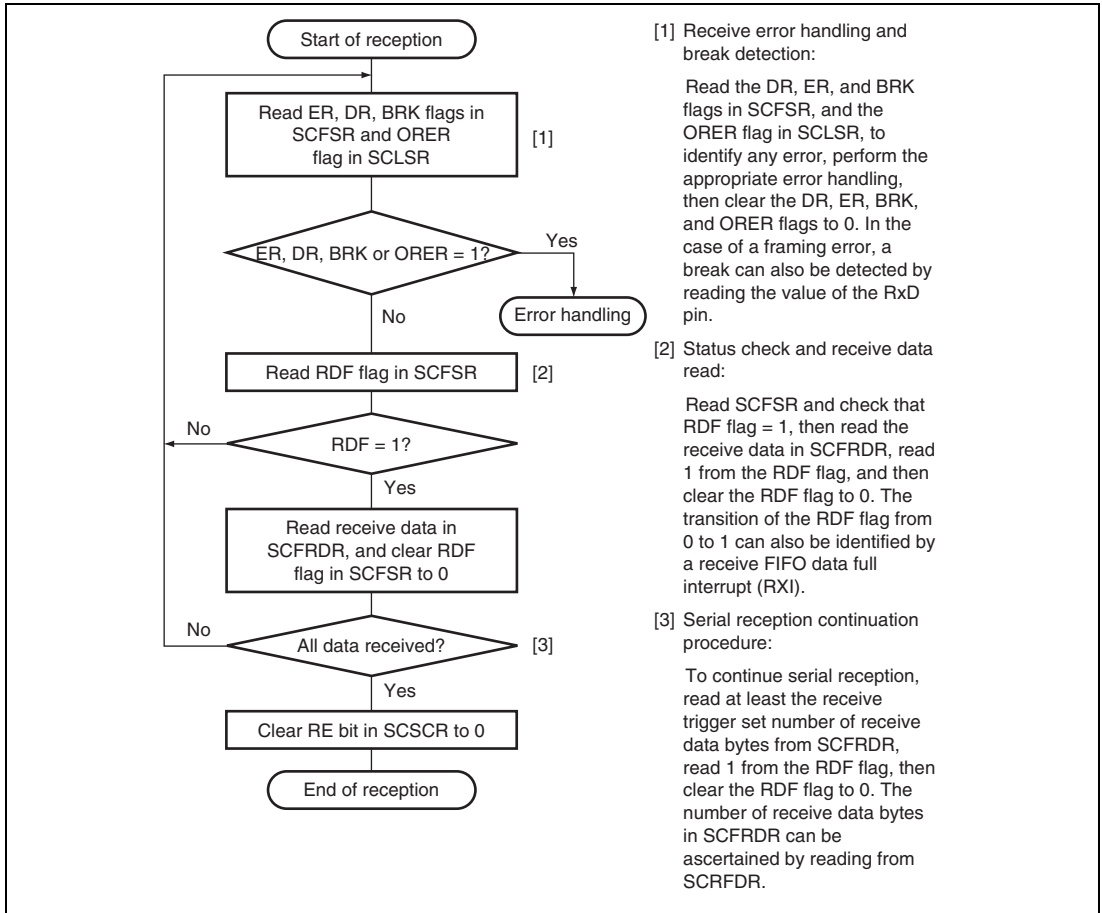 Start of reception
Read ER, DR, BRK flags in
SCFSR and ORER
flag in SCLSR
[1]
ER, DR, BRK or ORER = 1?
Yes
Error handling
No
Read RDF flag in SCFSR
[2]
No
RDF = 1?
Yes
Read receive data in
SCFRDR, and clear RDF
flag in SCFSR to 0
No
All data received?
[3]
Yes
Clear RE bit in SCSCR to 0
End of reception
[1] Receive error handling and
break detection:
Read the DR, ER, and BRK
flags in SCFSR, and the
ORER flag in SCLSR, to
identify any error, perform the
appropriate error handling,
then clear the DR, ER, BRK,
and ORER flags to 0. In the
case of a framing error, a
break can also be detected by
reading the value of the RxD
pin.
[2] Status check and receive data
read:
Read SCFSR and check that
RDF flag = 1, then read the
receive data in SCFRDR, read
1 from the RDF flag, and then
clear the RDF flag to 0. The
transition of the RDF flag from
0 to 1 can also be identified by
a receive FIFO data full
interrupt (RXI).
[3] Serial reception continuation
procedure:
To continue serial reception,
read at least the receive
trigger set number of receive
data bytes from SCFRDR,
read 1 from the RDF flag, then
clear the RDF flag to 0. The
number of receive data bytes
in SCFRDR can be
ascertained by reading from
SCRFDR.